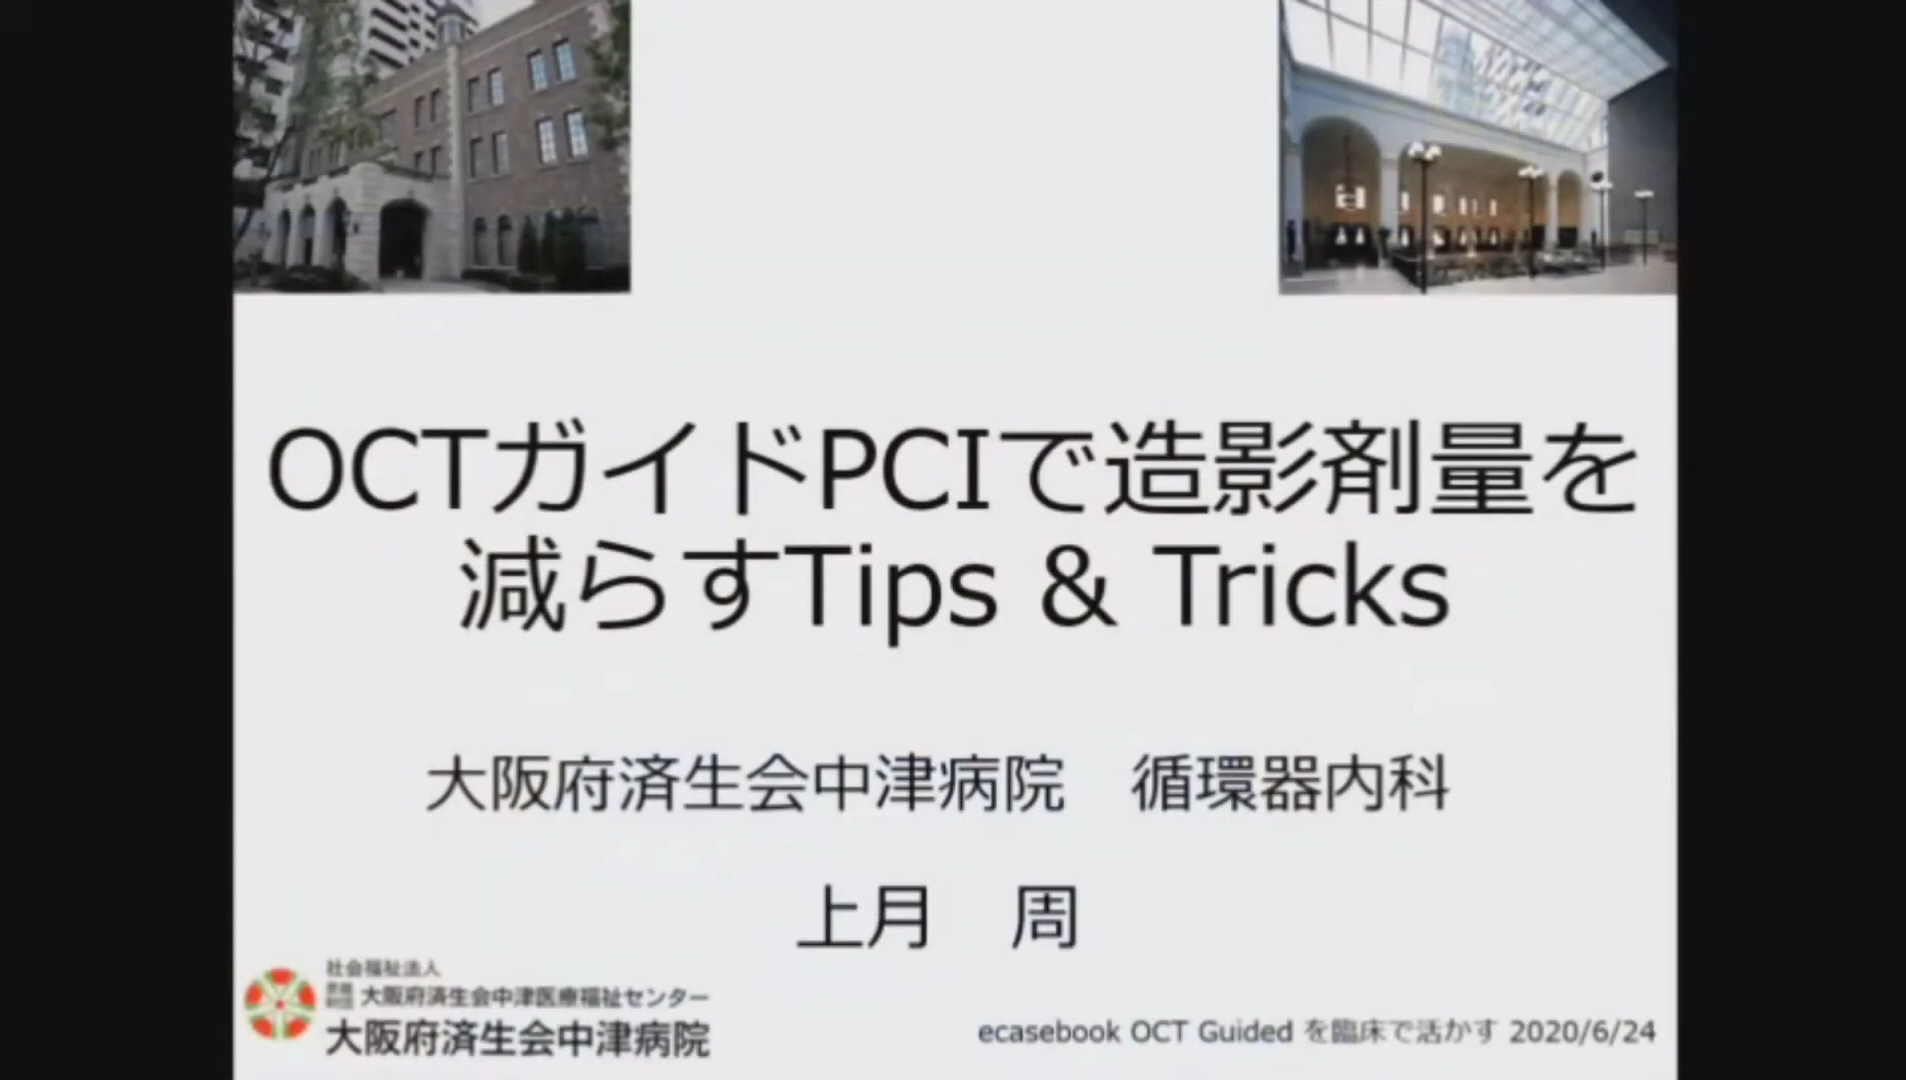 OCTガイドPCIで造影剤量を
減らすTips & Tricks
大阪府済生会中津病院　循環器内科
上月　周
社会福祉法人
恩賜
財団 大阪府済生会中津医療福祉センター
大阪府済生会中津病院
ecasebook OCT Guided を臨床で活かす 2020/6/24